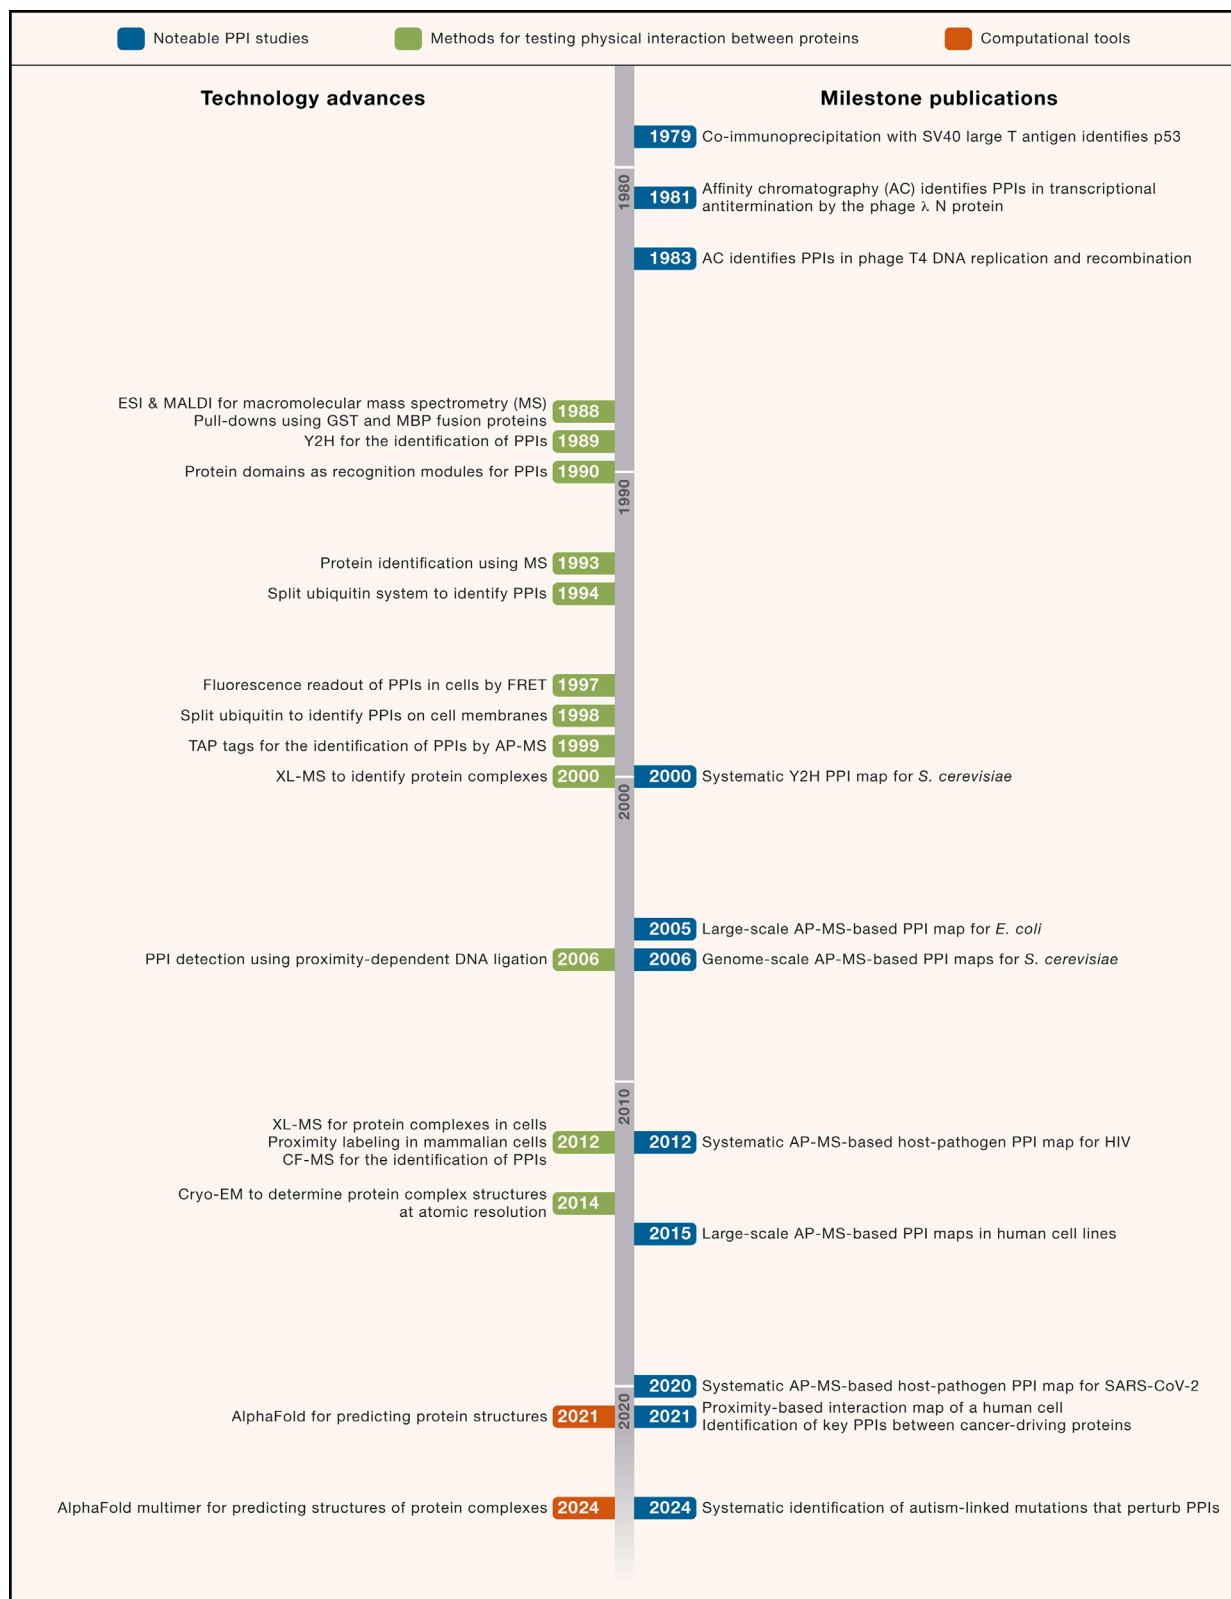 Noteable PPI studies
Methods for testing physical interaction between proteins
Computational tools
Technology advances
Milestone publications
1979 Co-immunoprecipitation with SV40 large T antigen identifies p53
1980
1981 Affinity chromatography (AC) identifies PPIs in transcriptional
antitermination by the phage λ N protein
1983 AC identifies PPIs in phage T4 DNA replication and recombination
ESI & MALDI for macromolecular mass spectrometry (MS)
Pull-downs using GST and MBP fusion proteins
1988
Y2H for the identification of PPIs 1989
Protein domains as recognition modules for PPIs 1990
1990
Protein identification using MS 1993
Split ubiquitin system to identify PPIs 1994
Fluorescence readout of PPIs in cells by FRET 1997
Split ubiquitin to identify PPIs on cell membranes 1998
TAP tags for the identification of PPIs by AP-MS 1999
XL-MS to identify protein complexes 2000
2000 Systematic Y2H PPI map for S. cerevisiae
2000
2005 Large-scale AP-MS-based PPI map for E. coli
PPI detection using proximity-dependent DNA ligation 2006
2006 Genome-scale AP-MS-based PPI maps for S. cerevisiae
2010
XL-MS for protein complexes in cells
Proximity labeling in mammalian cells 2012
CF-MS for the identification of PPIs
2012 Systematic AP-MS-based host-pathogen PPI map for HIV
Cryo-EM to determine protein complex structures
at atomic resolution
2014
2015 Large-scale AP-MS-based PPI maps in human cell lines
2020 Systematic AP-MS-based host-pathogen PPI map for SARS-CoV-2
2020
AlphaFold for predicting protein structures 2021
2021 Proximity-based interaction map of a human cell
Identification of key PPIs between cancer-driving proteins
AlphaFold multimer for predicting structures of protein complexes 2024
2024 Systematic identification of autism-linked mutations that perturb PPIs